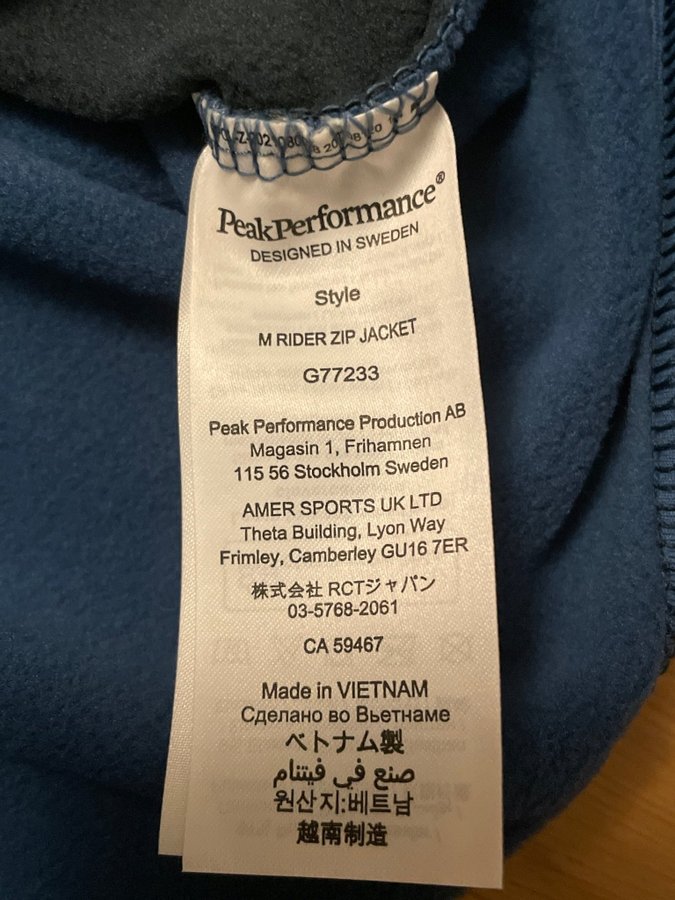 PeakPerformance®
DESIGNED IN SWEDEN
Style
M RIDER ZIP JACKET
G77233
Peak Performance Production AB
Magasin 1, Frihamnen
115 56 Stockholm Sweden
AMER SPORTS UK LTD
Theta Building, Lyon Way
Frimley, Camberley GU16 7ER
株式会社 RCTジャパン
03-5768-2061
CA 59467
Made in VIETNAM
Сделано во Вьетнаме
ベトナム製
صنع في فيتنام
원산지:베트남
越南制造